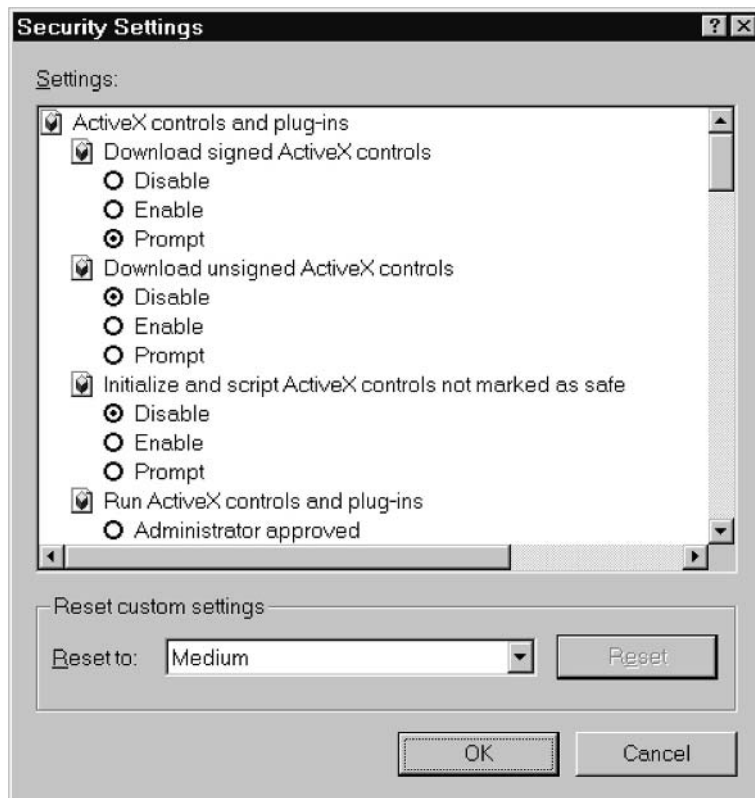 Security Settings
Settings:
ActiveX controls and plug-ins
Download signed ActiveX controls
Disable
Enable
Prompt
Download unsigned ActiveX controls
Disable
Enable
Prompt
Initialize and script ActiveX controls not marked as safe
Disable
Enable
Prompt
Run ActiveX controls and plug-ins
Administrator approved
Reset custom settings
Reset to: Medium Reset
OK Cancel